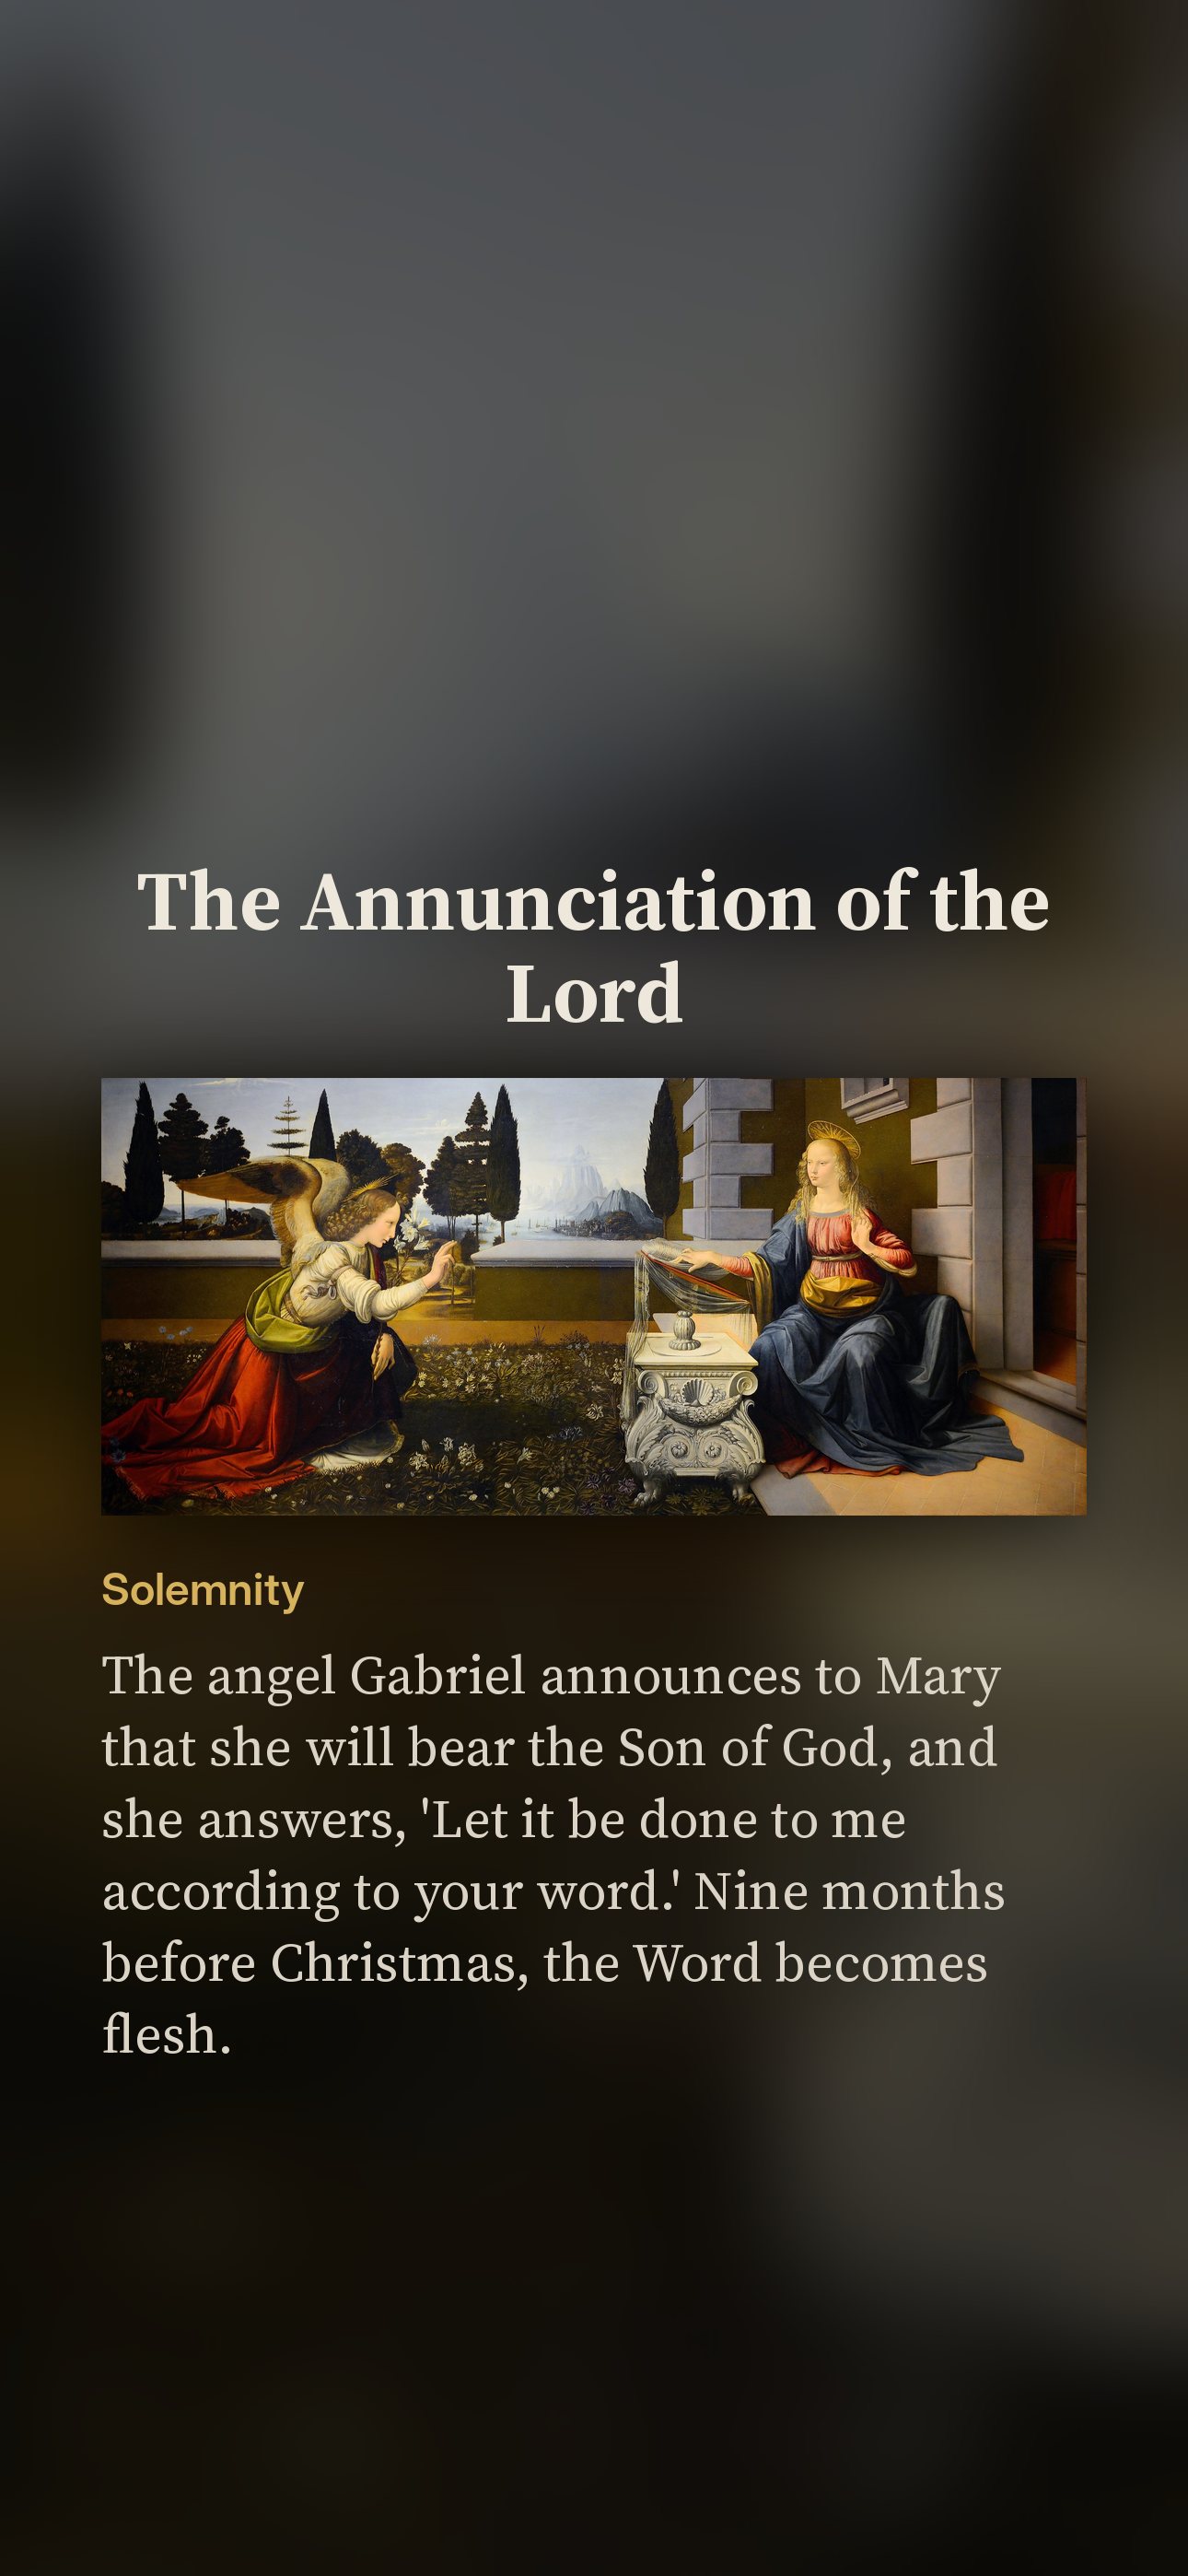 The Annunciation of the
Lord
Solemnity
The angel Gabriel announces to Mary
that she will bear the Son of God, and
she answers, 'Let it be done to me
according to your word.' Nine months
before Christmas, the Word becomes
flesh.